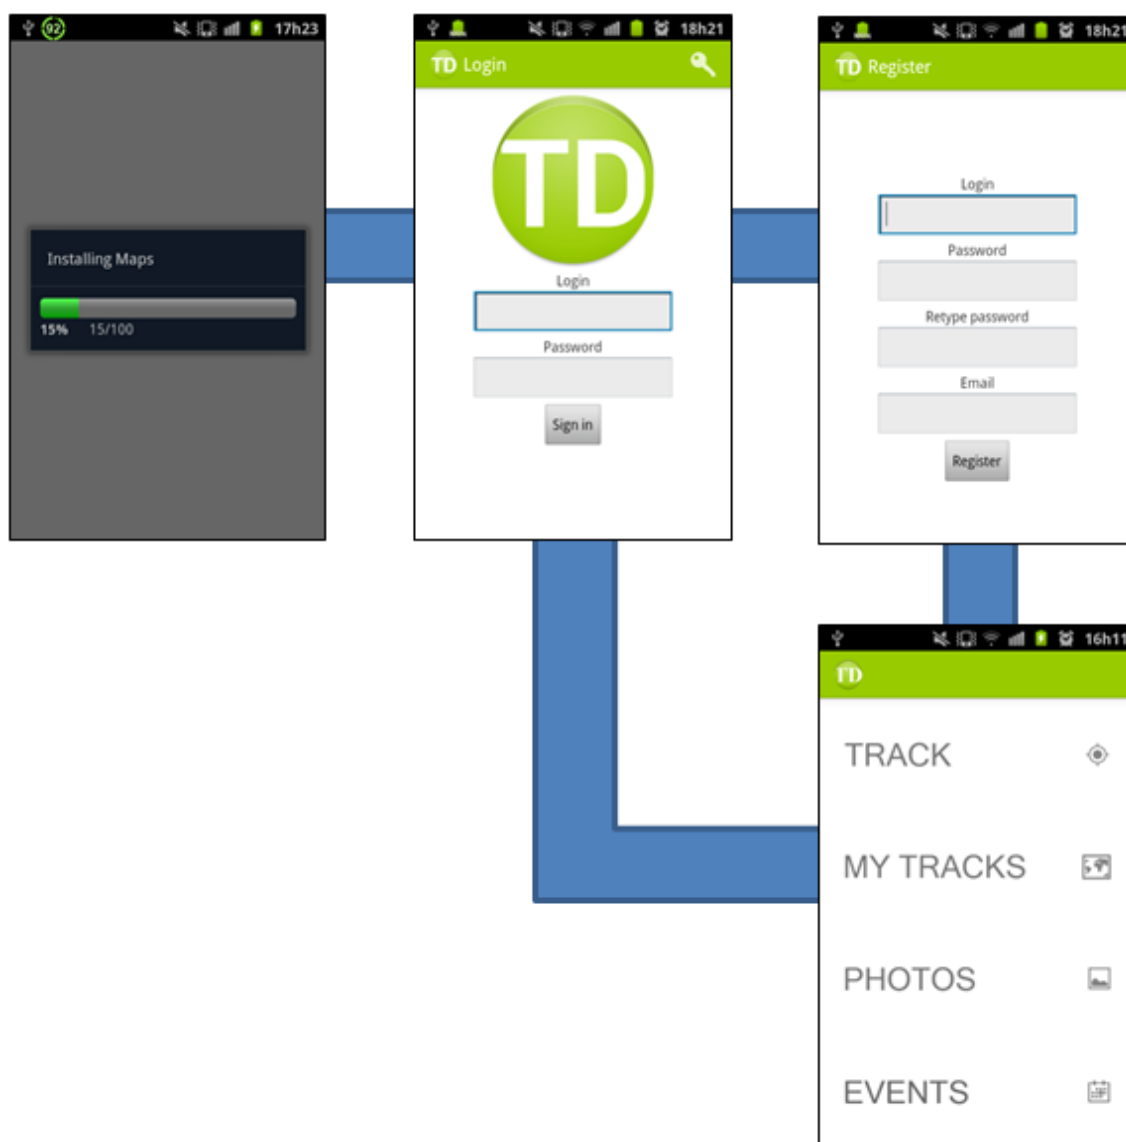 92
17h23
Installing Maps
15% 15/100
18h21
TD Login
TD
Login
Password
Sign in
18h21
TD Register
Login
Password
Retype password
Email
Register
16h11
TD
TRACK
MY TRACKS
PHOTOS
EVENTS